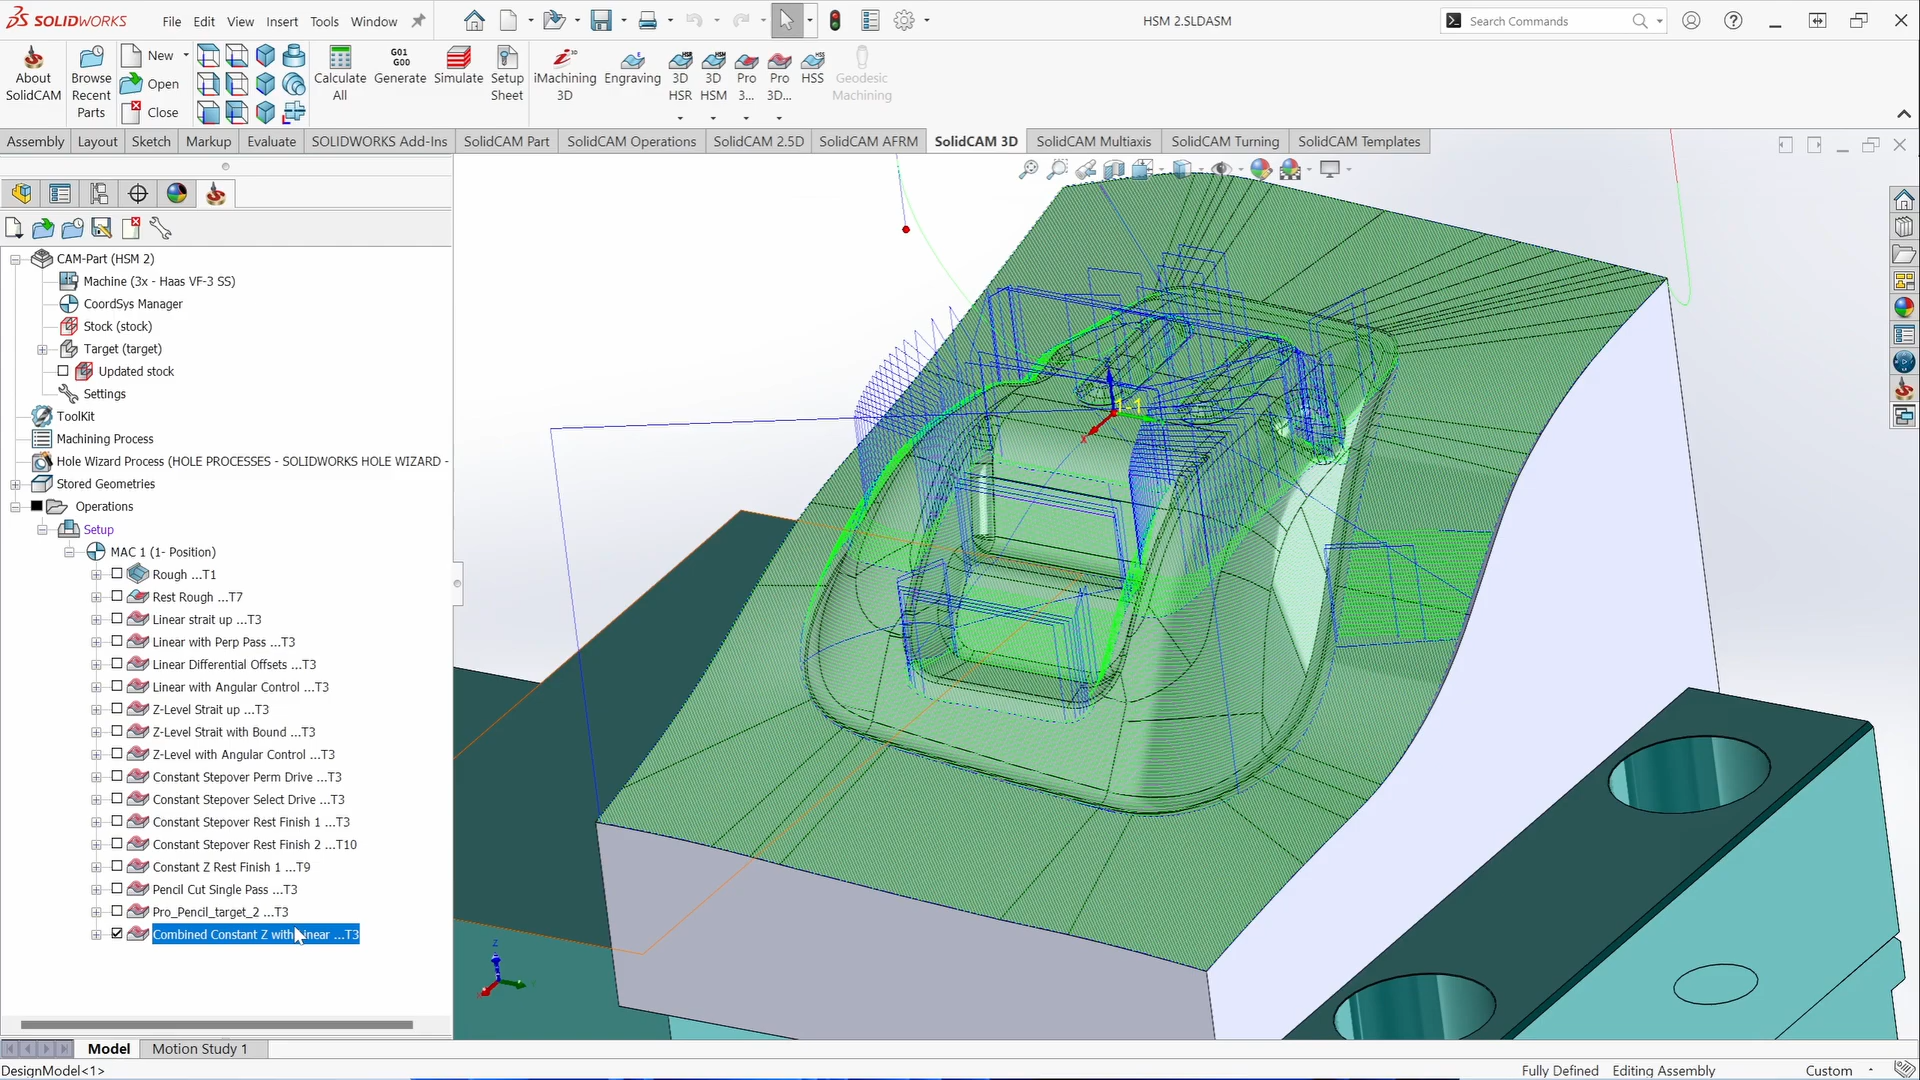 SOLIDWORKS File Edit View Insert Tools Window HSM 2.SLDASM Search Commands
About SolidCAM
Browse Recent Parts
New
Open
Close
Calculate All
G01 G00
Generate
Simulate
Setup Sheet
iMachining 3D
Engraving
3D HSR
3D HSM
Pro 3...
Pro 3D...
HSS
Geodesic Machining
Assembly Layout Sketch Markup Evaluate SOLIDWORKS Add-Ins SolidCAM Part SolidCAM Operations SolidCAM 2.5D SolidCAM AFRM SolidCAM 3D SolidCAM Multiaxis SolidCAM Turning SolidCAM Templates
CAM-Part (HSM 2)
Machine (3x - Haas VF-3 SS)
CoordSys Manager
Stock (stock)
Target (target)
Updated stock
Settings
ToolKit
Machining Process
Hole Wizard Process (HOLE PROCESSES - SOLIDWORKS HOLE WIZARD -
Stored Geometries
Operations
Setup
MAC 1 (1- Position)
Rough ...T1
Rest Rough ...T7
Linear strait up ...T3
Linear with Perp Pass ...T3
Linear Differential Offsets ...T3
Linear with Angular Control ...T3
Z-Level Strait up ...T3
Z-Level Strait with Bound ...T3
Z-Level with Angular Control ...T3
Constant Stepover Perm Drive ...T3
Constant Stepover Select Drive ...T3
Constant Stepover Rest Finish 1 ...T3
Constant Stepover Rest Finish 2 ...T10
Constant Z Rest Finish 1 ...T9
Pencil Cut Single Pass ...T3
Pro_Pencil_target_2 ...T3
Combined Constant Z with Linear ...T3
1-1
X
Z
Model Motion Study 1
DesignModel<1> Fully Defined Editing Assembly Custom